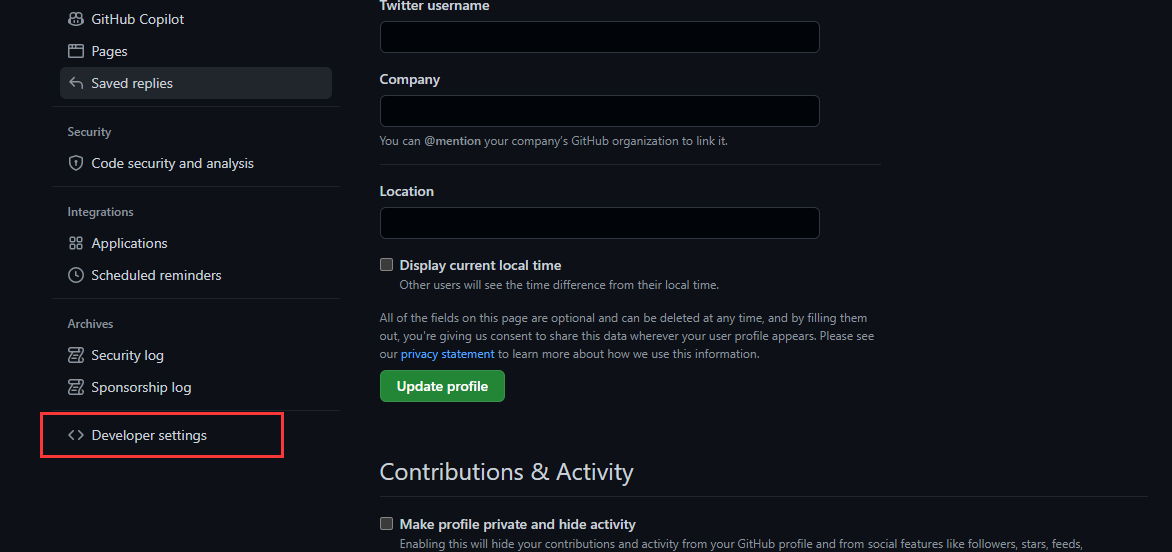 GitHub Copilot
Pages
Saved replies
Security
Code security and analysis
Integrations
Applications
Scheduled reminders
Archives
Security log
Sponsorship log
Developer settings
Twitter username
Company
You can @mention your company's GitHub organization to link it.
Location
Display current local time
Other users will see the time difference from their local time.
All of the fields on this page are optional and can be deleted at any time, and by filling them
out, you're giving us consent to share this data wherever your user profile appears. Please see
our privacy statement to learn more about how we use this information.
Update profile
Contributions & Activity
Make profile private and hide activity
Enabling this will hide your contributions and activity from your GitHub profile and from social features like followers, stars, feeds,